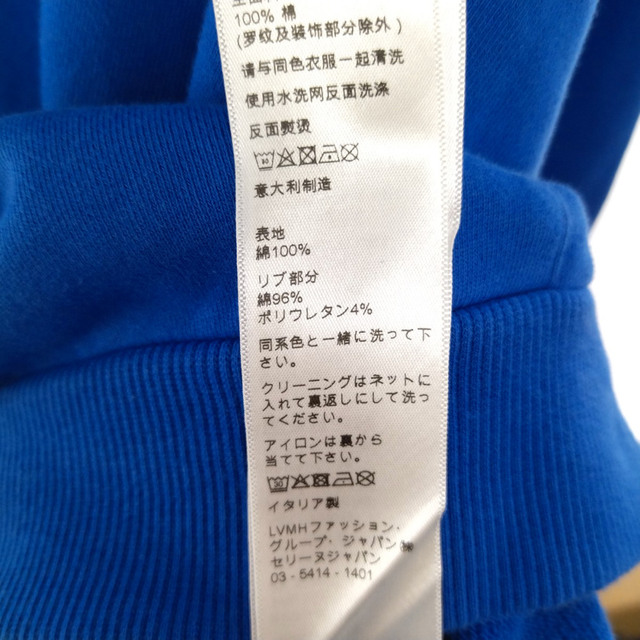 100% 棉
(罗纹及装饰部分除外)
请与同色衣服一起清洗
使用水洗网反面洗涤
反面熨烫
意大利制造
表地
綿100%
リブ部分
綿96%
ポリウレタン4%
同系色と一緒に洗って下
さい。
クリーニングはネットに
入れて裏返しにして洗っ
てください。
アイロンは裏から
当てて下さい。
イタリア製
LVMHファッション・
グループ・ジャパン㈱
セリーヌジャパン
03 - 5414 - 1401